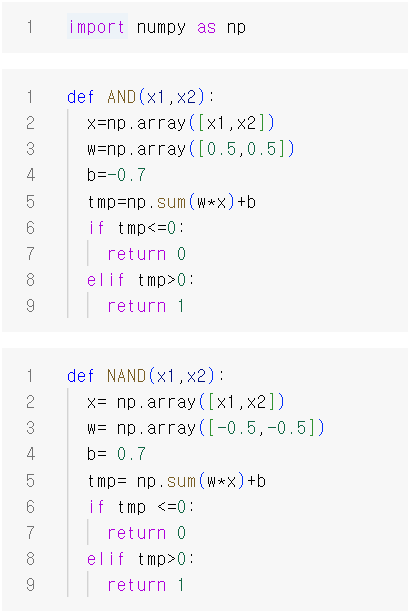 1 import numpy as np
1 def AND(x1,x2):
2 x=np.array([x1,x2])
3 w=np.array([0.5,0.5])
4 b=-0.7
5 tmp=np.sum(w*x)+b
6 if tmp<=0:
7 return 0
8 elif tmp>0:
9 return 1
1 def NAND(x1,x2):
2 x= np.array([x1,x2])
3 w= np.array([-0.5,-0.5])
4 b= 0.7
5 tmp= np.sum(w*x)+b
6 if tmp <=0:
7 return 0
8 elif tmp>0:
9 return 1